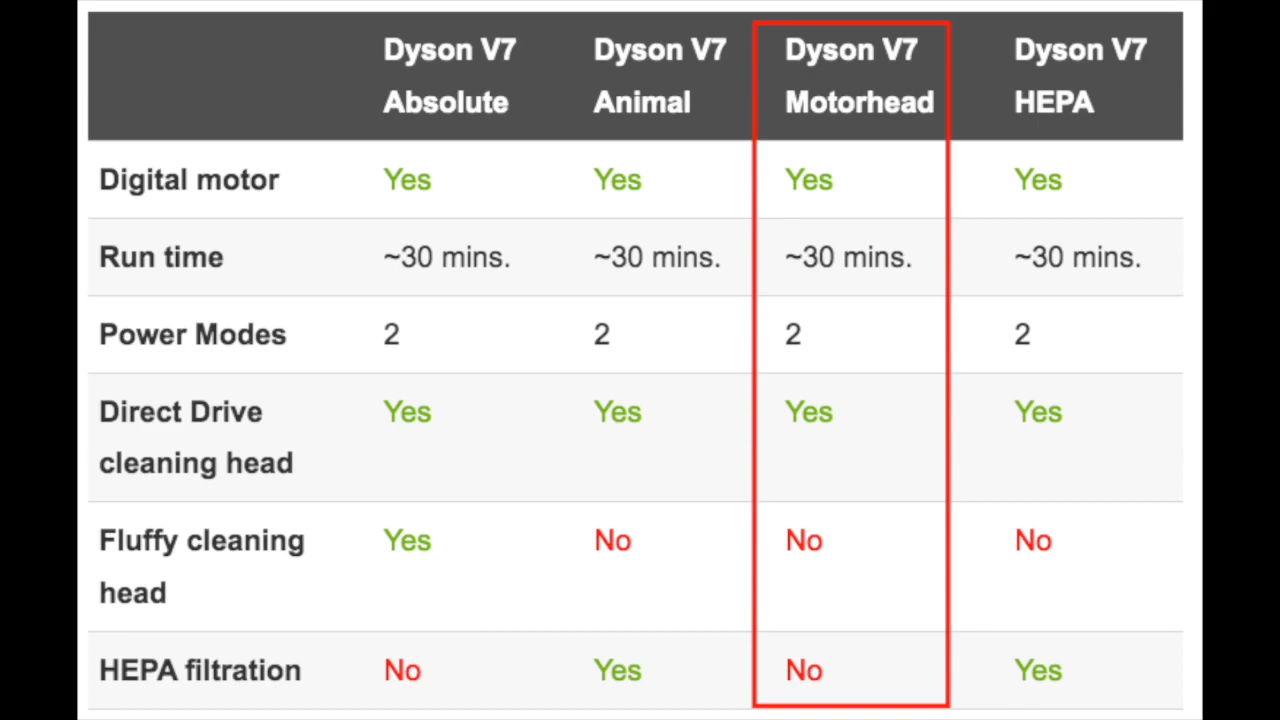 Dyson V7 Absolute Dyson V7 Animal Dyson V7 Motorhead Dyson V7 HEPA
Digital motor Yes Yes Yes Yes
Run time ~30 mins. ~30 mins. ~30 mins. ~30 mins.
Power Modes 2 2 2 2
Direct Drive cleaning head Yes Yes Yes Yes
Fluffy cleaning head Yes No No No
HEPA filtration No Yes No Yes